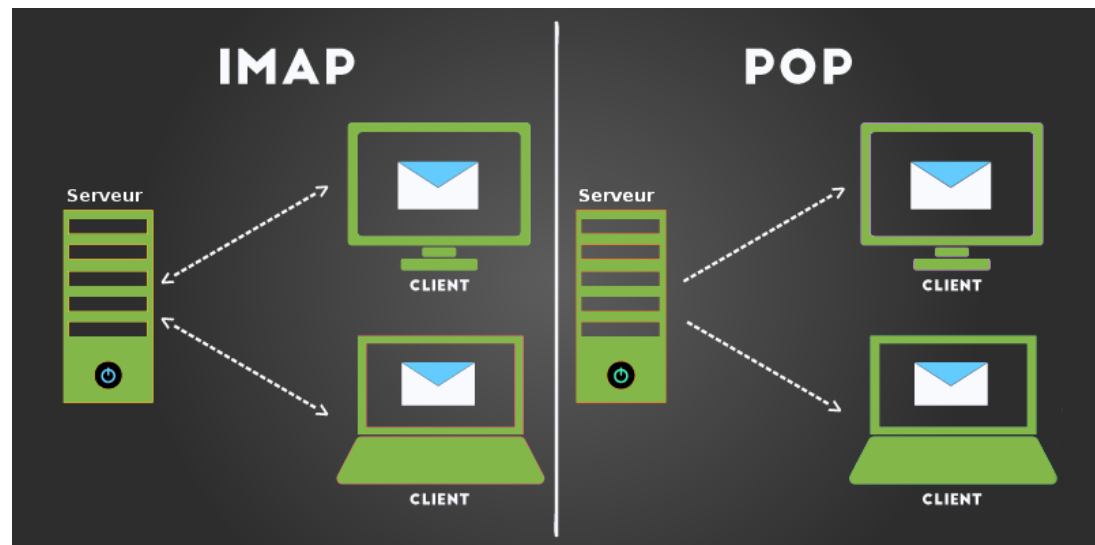 IMAP
Serveur
CLIENT
CLIENT
POP
Serveur
CLIENT
CLIENT